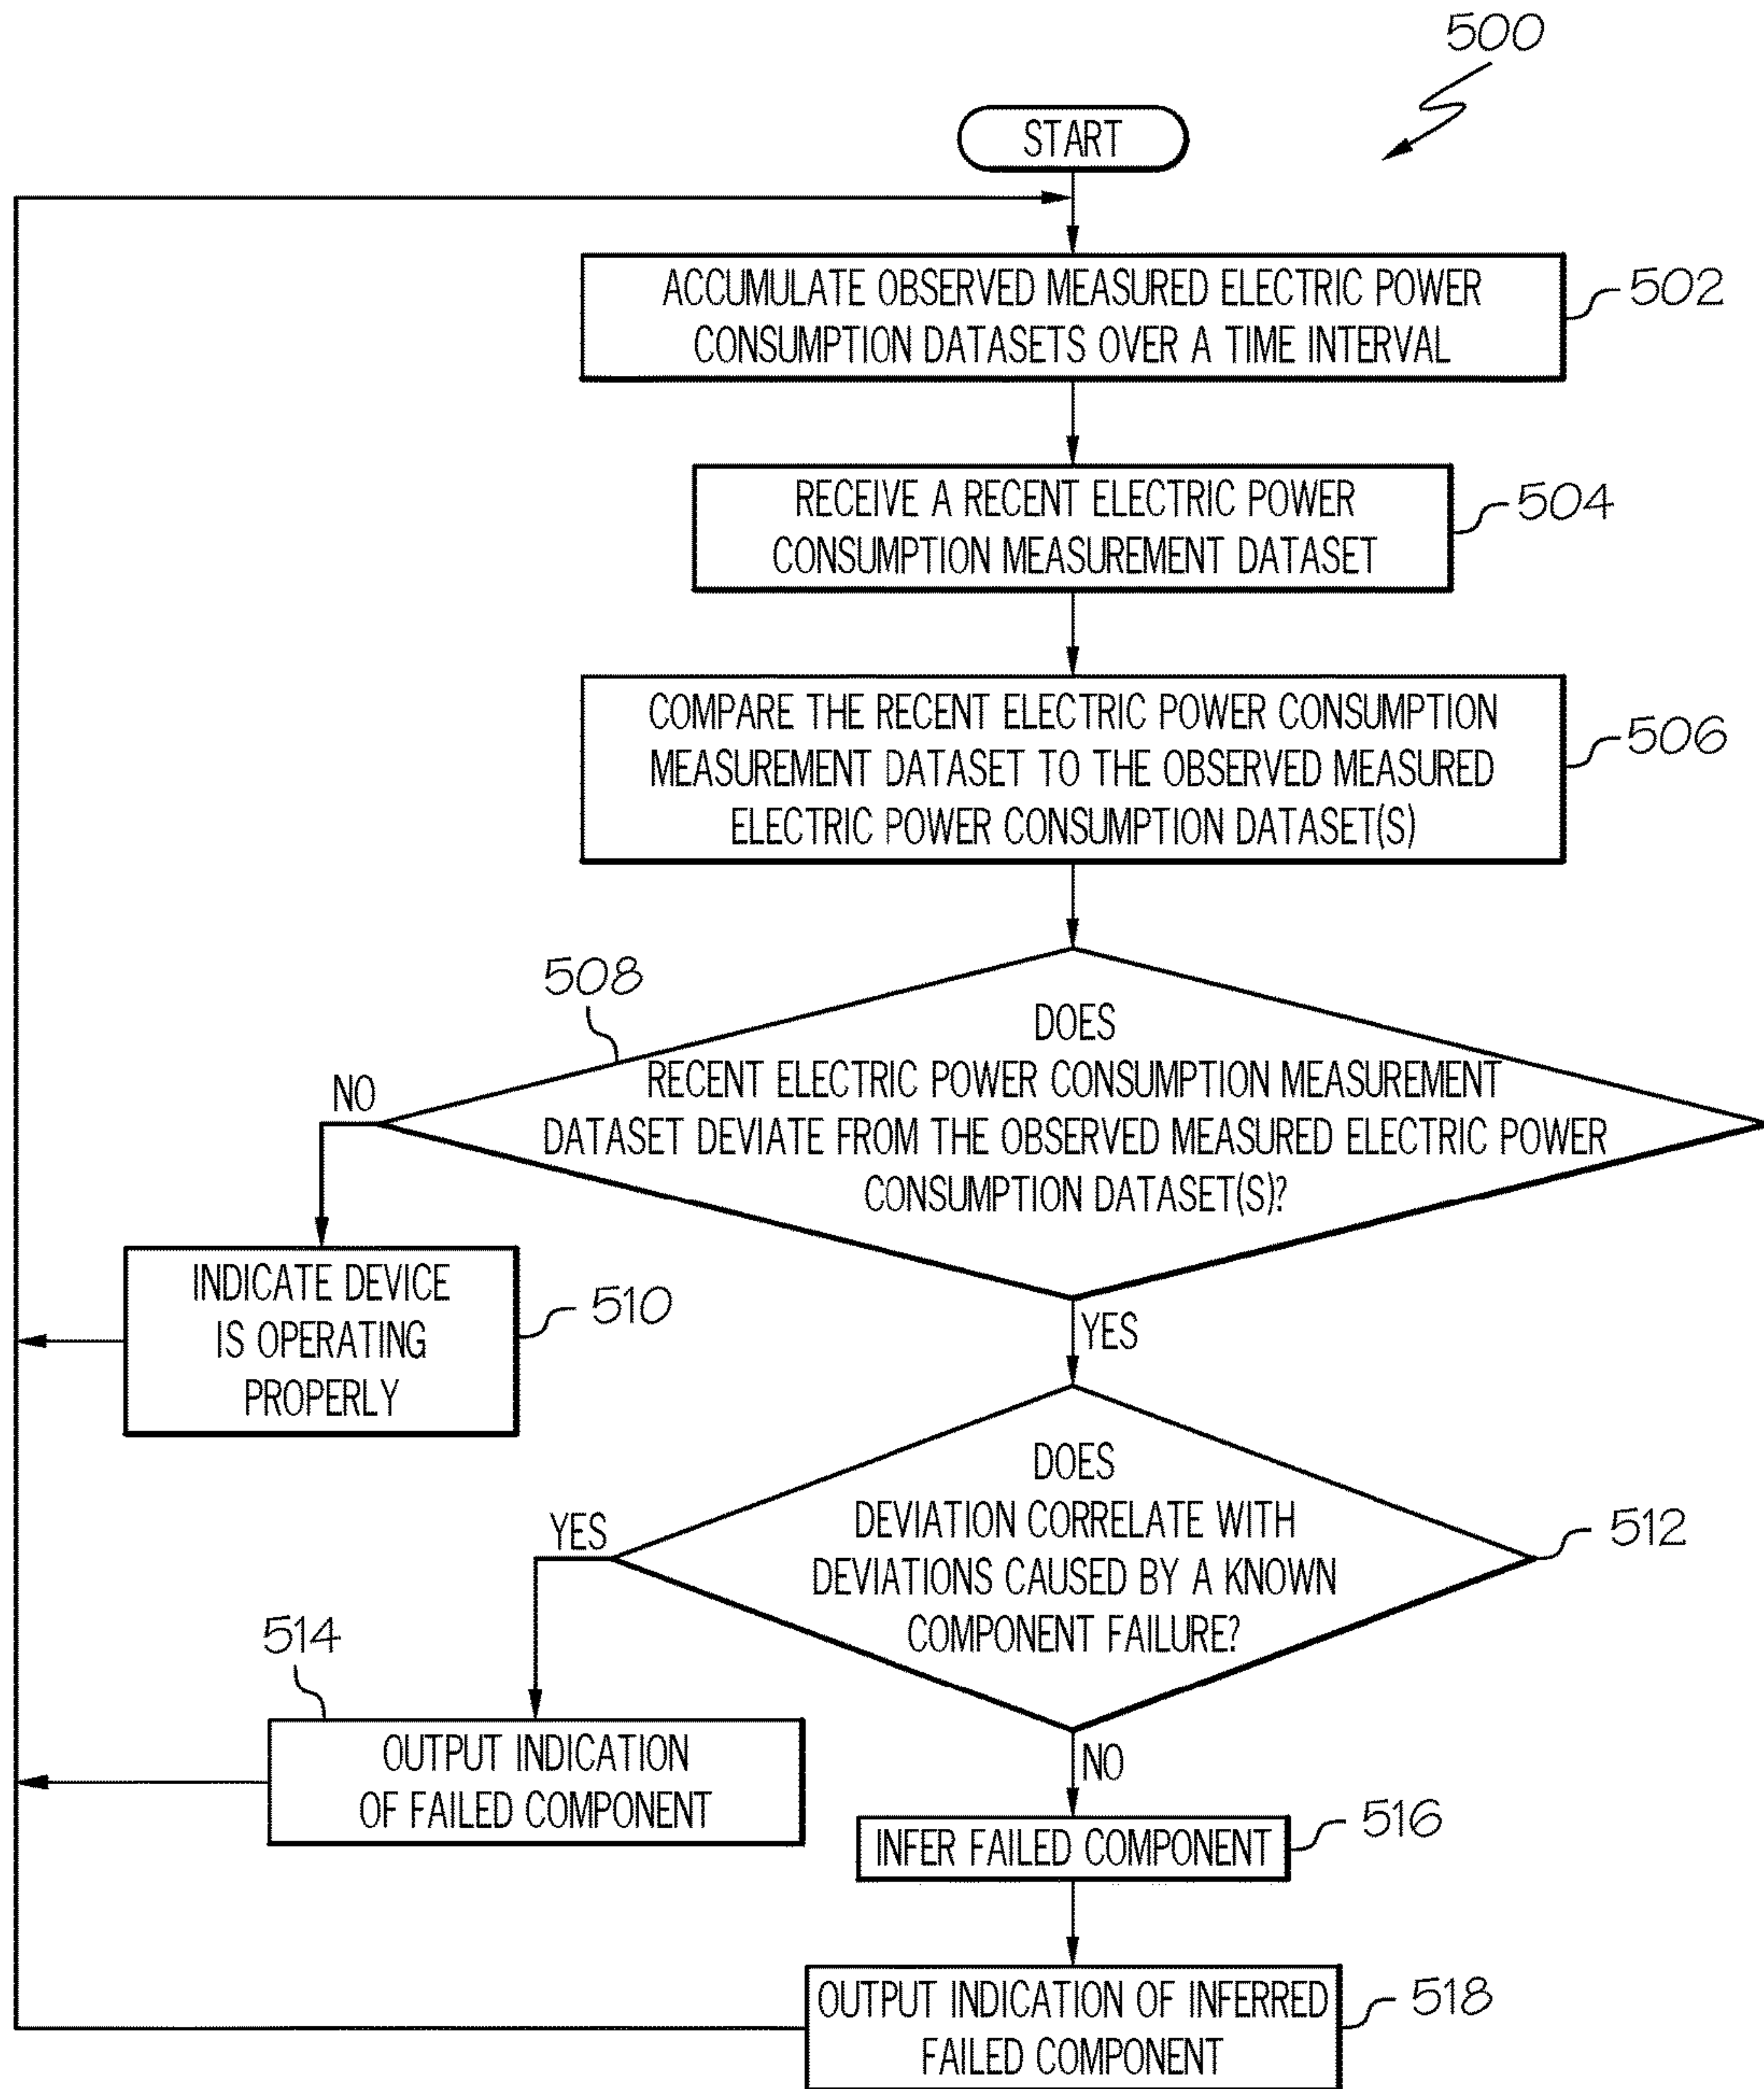 500
START
ACCUMULATE OBSERVED MEASURED ELECTRIC POWER
CONSUMPTION DATASETS OVER A TIME INTERVAL
502
RECEIVE A RECENT ELECTRIC POWER
CONSUMPTION MEASUREMENT DATASET
504
COMPARE THE RECENT ELECTRIC POWER CONSUMPTION
MEASUREMENT DATASET TO THE OBSERVED MEASURED
ELECTRIC POWER CONSUMPTION DATASET(S)
506
508
DOES
RECENT ELECTRIC POWER CONSUMPTION MEASUREMENT
DATASET DEVIATE FROM THE OBSERVED MEASURED ELECTRIC POWER
CONSUMPTION DATASET(S)?
NO
INDICATE DEVICE
IS OPERATING
PROPERLY
510
YES
DOES
DEVIATION CORRELATE WITH
DEVIATIONS CAUSED BY A KNOWN
COMPONENT FAILURE?
512
YES
514
OUTPUT INDICATION
OF FAILED COMPONENT
NO
INFER FAILED COMPONENT
516
OUTPUT INDICATION OF INFERRED
FAILED COMPONENT
518